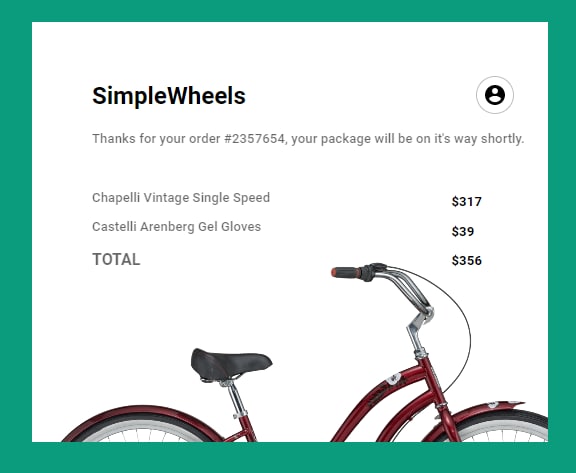 SimpleWheels
Thanks for your order #2357654, your package will be on it's way shortly.
Chapelli Vintage Single Speed $317
Castelli Arenberg Gel Gloves $39
TOTAL $356